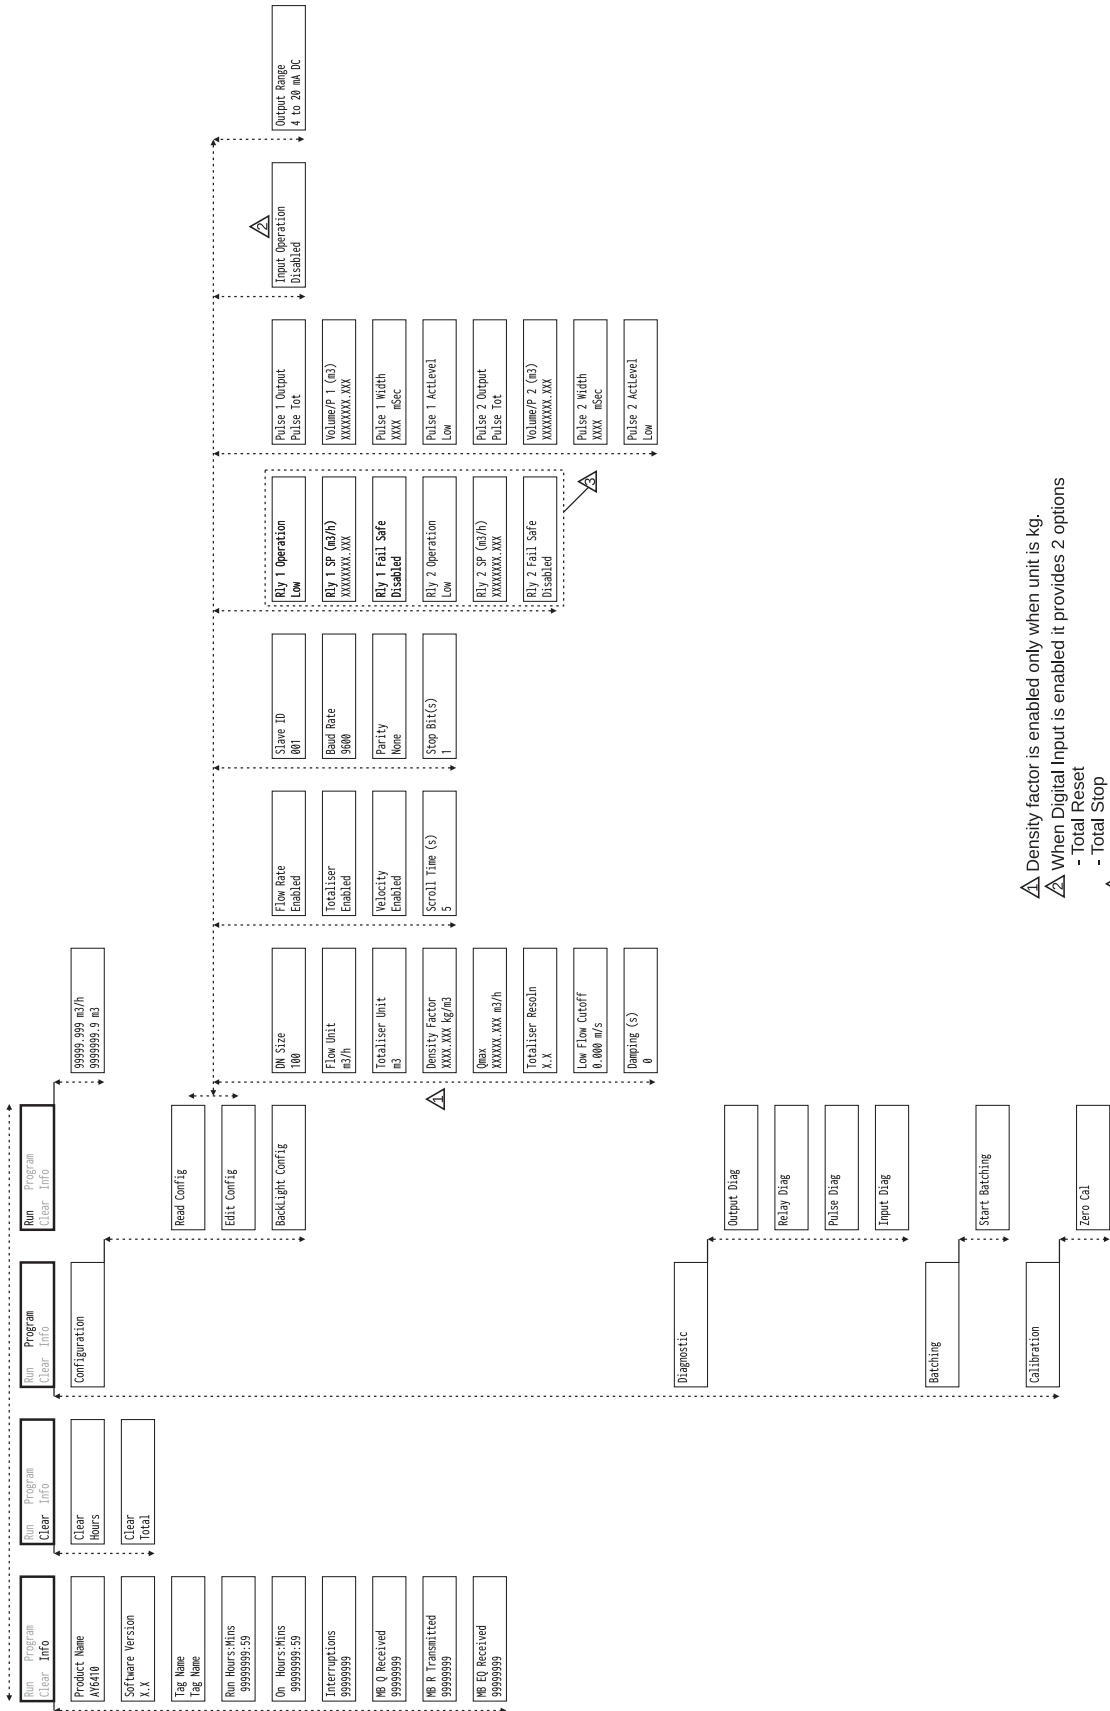 Run Program
Clear Info
Product Name
AY6410
Software Version
X.X
Tag Name
Tag Name
Run Hours:Mins
99999999:59
On Hours:Mins
99999999:59
Interruptions
99999999
MB Q Received
99999999
MB R Transmitted
99999999
MB EQ Received
99999999
Run Program
Clear Info
Clear
Hours
Clear
Total
Run Program
Clear Info
Configuration
Diagnostic
Batching
Calibration
Run Program
Clear Info
Read Config
Edit Config
BackLight Config
Output Diag
Relay Diag
Pulse Diag
Input Diag
Start Batching
Zero Cal
99999.999 m3/h
9999999.9 m3
1
DN Size
100
Flow Unit
m3/h
Totaliser Unit
m3
Density Factor
XXXX.XXX kg/m3
Qmax
XXXXXX.XXX m3/h
Totaliser Resoln
X.X
Low Flow Cutoff
0.000 m/s
Damping (s)
0
Flow Rate
Enabled
Totaliser
Enabled
Velocity
Enabled
Scroll Time (s)
5
Slave ID
001
Baud Rate
9600
Parity
None
Stop Bit(s)
1
Rly 1 Operation
Low
Rly 1 SP (m3/h)
XXXXXXXX.XXX
Rly 1 Fail Safe
Disabled
Rly 2 Operation
Low
Rly 2 SP (m3/h)
XXXXXXXX.XXX
Rly 2 Fail Safe
Disabled
3
Pulse 1 Output
Pulse Tot
Volume/P 1 (m3)
XXXXXXXX.XXX
Pulse 1 Width
XXXX mSec
Pulse 1 ActLevel
Low
Pulse 2 Output
Pulse Tot
Volume/P 2 (m3)
XXXXXXXX.XXX
Pulse 2 Width
XXXX mSec
Pulse 2 ActLevel
Low
2
Input Operation
Disabled
Output Range
4 to 20 mA DC
1 Density factor is enabled only when unit is kg.
2 When Digital Input is enabled it provides 2 options
- Total Reset
- Total Stop